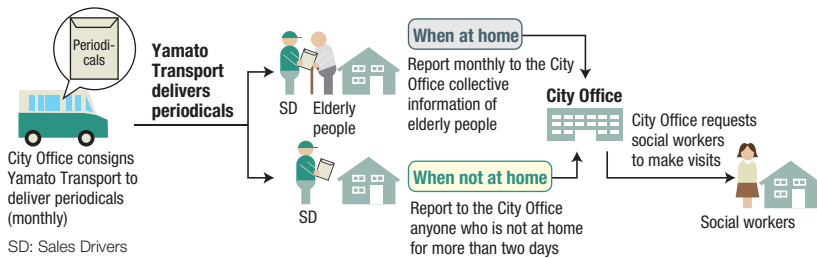 Periodi-
cals
City Office consigns
Yamato Transport to
deliver periodicals
(monthly)
SD: Sales Drivers
Yamato
Transport
delivers
periodicals
SD
Elderly
people
When at home
Report monthly to the City
Office collective
information of
elderly people
SD
When not at home
Report to the City Office
anyone who is not at home
for more than two days
City Office
City Office requests
social workers
to make visits
Social workers